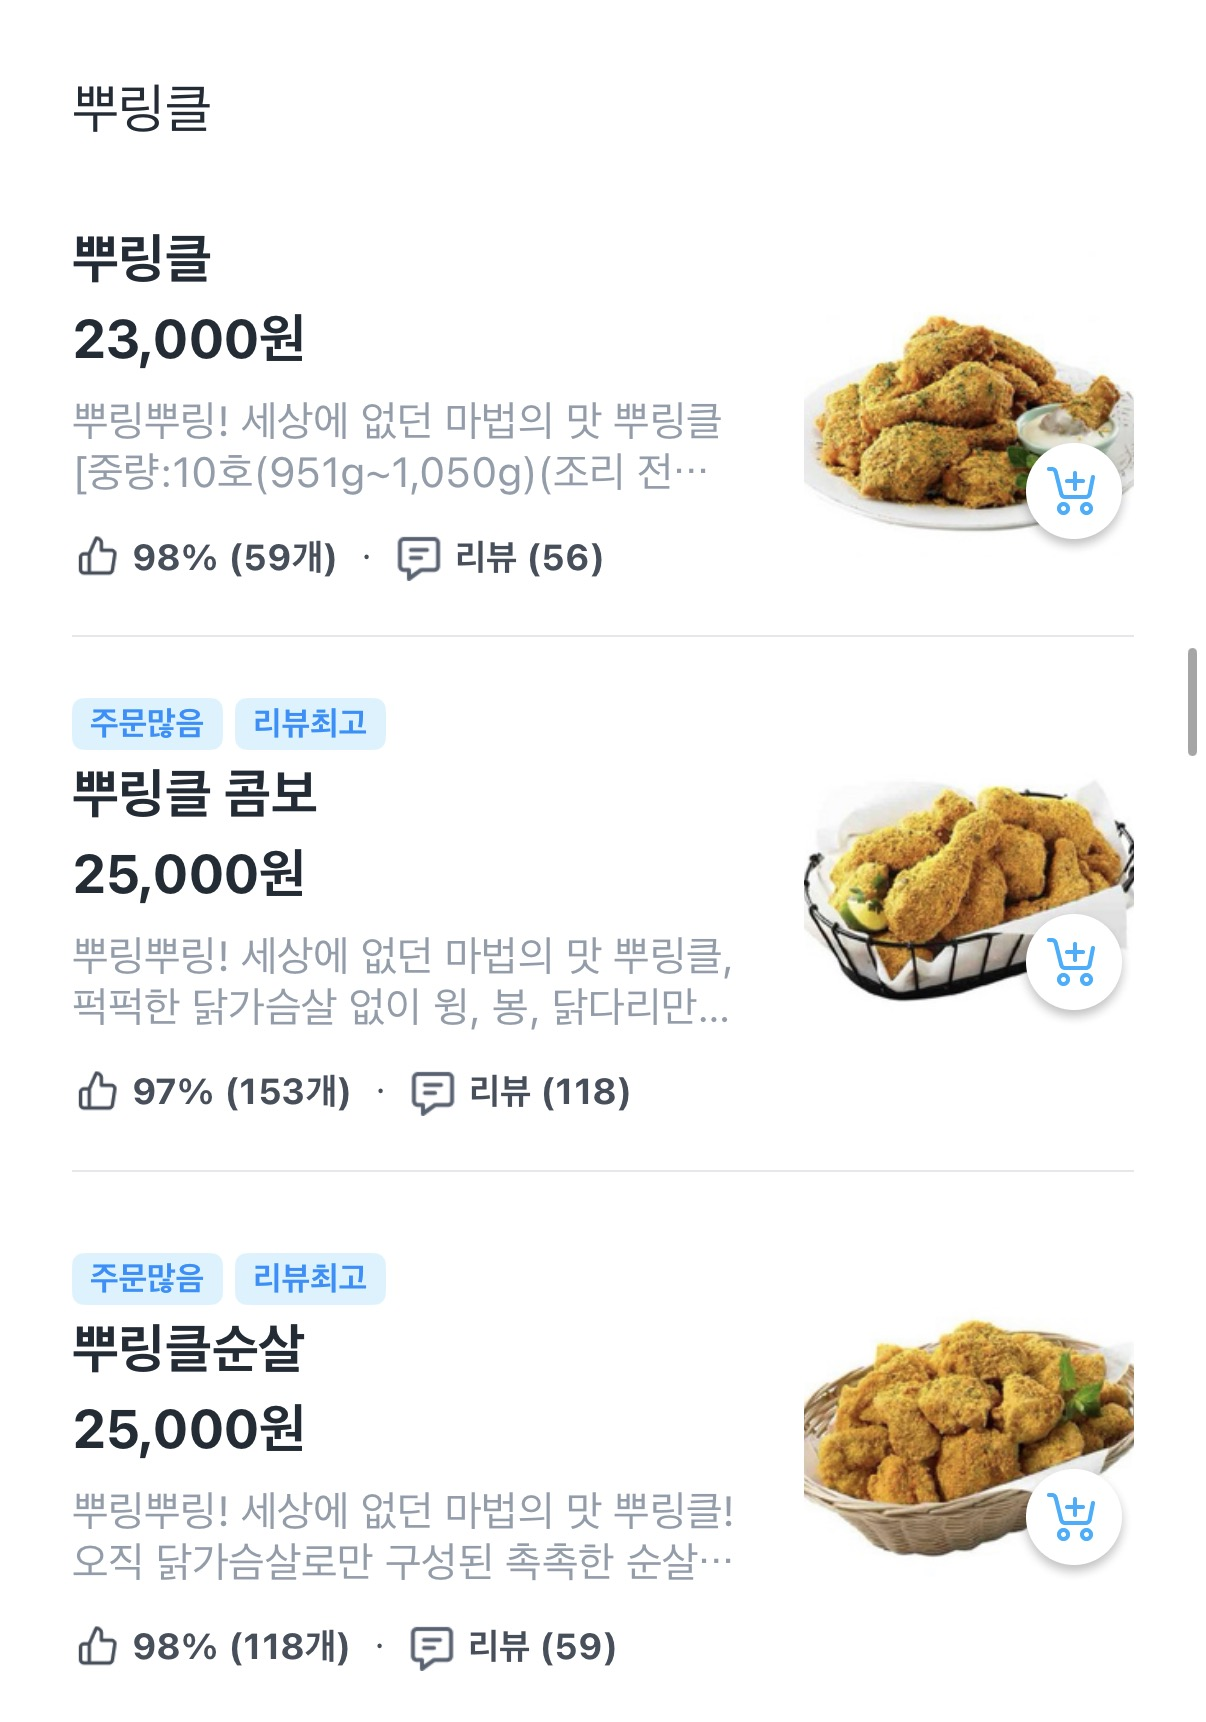 뿌링클
뿌링클
23,000원
뿌링뿌링! 세상에 없던 마법의 맛 뿌링클
[중량:10호(951g~1,050g)(조리 전···
98% (59개) · 리뷰 (56)
주문많음 리뷰최고
뿌링클 콤보
25,000원
뿌링뿌링! 세상에 없던 마법의 맛 뿌링클,
퍽퍽한 닭가슴살 없이 윙, 봉, 닭다리만...
97% (153개) · 리뷰 (118)
주문많음 리뷰최고
뿌링클순살
25,000원
뿌링뿌링! 세상에 없던 마법의 맛 뿌링클!
오직 닭가슴살로만 구성된 촉촉한 순살···
98% (118개) · 리뷰 (59)